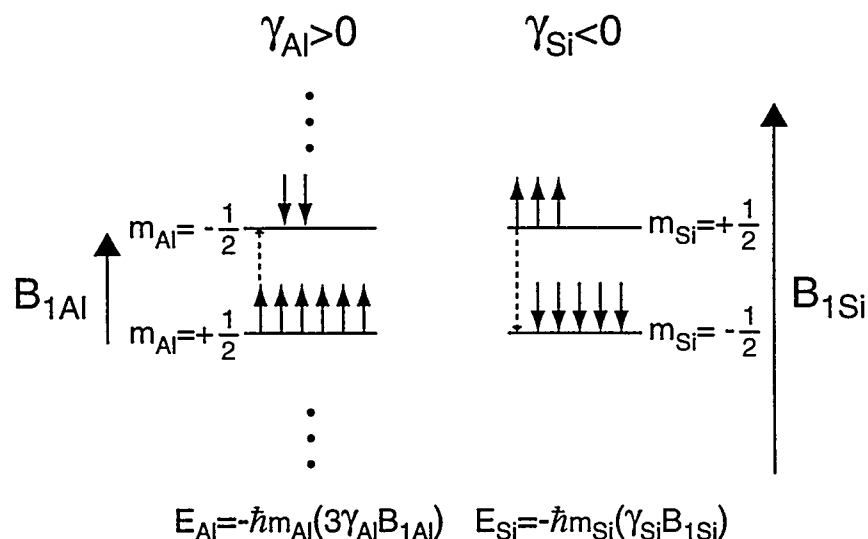 γAl>0 γSi<0
mAl= -1/2 mSi=+1/2
B1Al B1Si
mAl=+1/2 mSi= -1/2
EAl=-ħmAl(3γAlB1Al) ESi=-ħmSi(γSiB1Si)